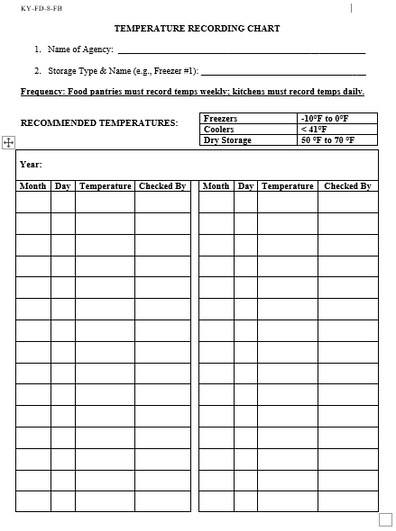 KY-FD-8-FB
TEMPERATURE RECORDING CHART
1. Name of Agency:
2. Storage Type & Name (e.g., Freezer #1):
Frequency: Food pantries must record temps weekly; kitchens must record temps daily.
RECOMMENDED TEMPERATURES:
Freezers -10°F to 0°F
Coolers < 41°F
Dry Storage 50 °F to 70 °F
Year:
Month Day Temperature Checked By Month Day Temperature Checked By